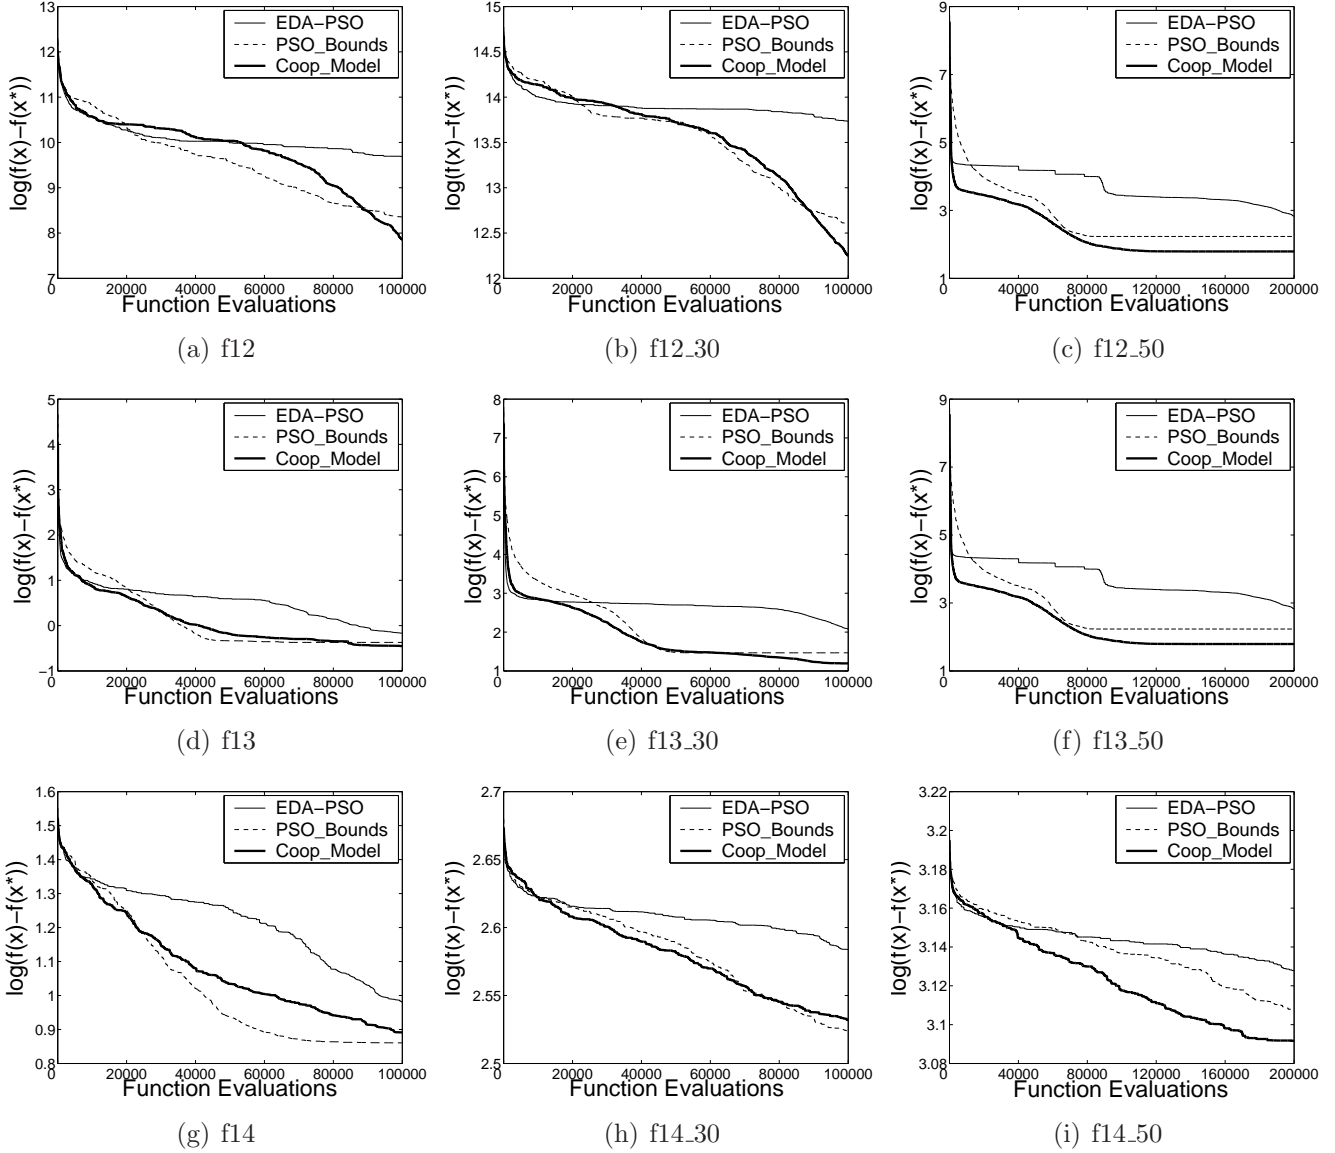 13
12
11
10
9
8
7
0 20000 40000 60000 80000 100000
log(f(x)−f(x*))
Function Evaluations
EDA−PSO
PSO_Bounds
Coop_Model
(a) f12
15
14.5
14
13.5
13
12.5
12
0 20000 40000 60000 80000 100000
log(f(x)−f(x*))
Function Evaluations
EDA−PSO
PSO_Bounds
Coop_Model
(b) f12_30
9
7
5
3
1
0 40000 80000 120000 160000 200000
log(f(x)−f(x*))
Function Evaluations
EDA−PSO
PSO_Bounds
Coop_Model
(c) f12_50
5
4
3
2
1
0
−1
0 20000 40000 60000 80000 100000
log(f(x)−f(x*))
Function Evaluations
EDA−PSO
PSO_Bounds
Coop_Model
(d) f13
8
7
6
5
4
3
2
1
0 20000 40000 60000 80000 100000
log(f(x)−f(x*))
Function Evaluations
EDA−PSO
PSO_Bounds
Coop_Model
(e) f13_30
9
7
5
3
1
0 40000 80000 120000 160000 200000
log(f(x)−f(x*))
Function Evaluations
EDA−PSO
PSO_Bounds
Coop_Model
(f) f13_50
1.6
1.5
1.4
1.3
1.2
1.1
1
0.9
0.8
0 20000 40000 60000 80000 100000
log(f(x)−f(x*))
Function Evaluations
EDA−PSO
PSO_Bounds
Coop_Model
(g) f14
2.7
2.65
2.6
2.55
2.5
0 20000 40000 60000 80000 100000
log(f(x)−f(x*))
Function Evaluations
EDA−PSO
PSO_Bounds
Coop_Model
(h) f14_30
3.22
3.2
3.18
3.16
3.14
3.12
3.1
3.08
0 40000 80000 120000 160000 200000
log(f(x)−f(x*))
Function Evaluations
EDA−PSO
PSO_Bounds
Coop_Model
(i) f14_50